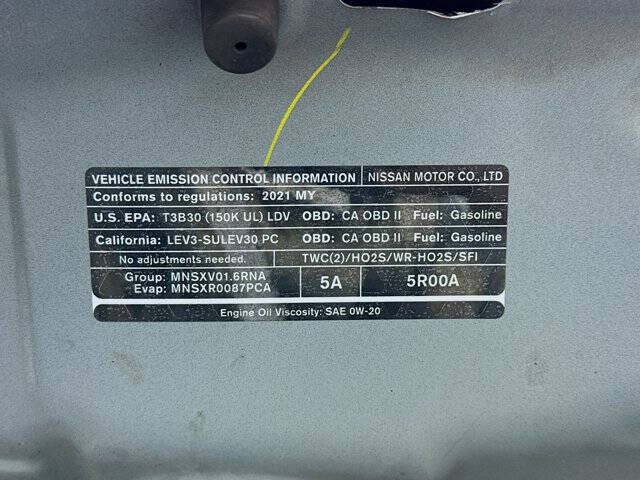 VEHICLE EMISSION CONTROL INFORMATION NISSAN MOTOR CO., LTD
Conforms to regulations: 2021 MY
U.S. EPA: T3B30 (150K UL) LDV OBD: CA OBD II Fuel: Gasoline
California: LEV3-SULEV30 PC OBD: CA OBD II Fuel: Gasoline
No adjustments needed. TWC(2)/HO2S/WR-HO2S/SFI
Group: MNSXV01.6RNA
Evap: MNSXR0087PCA
5A 5R00A
Engine Oil Viscosity: SAE 0W-20